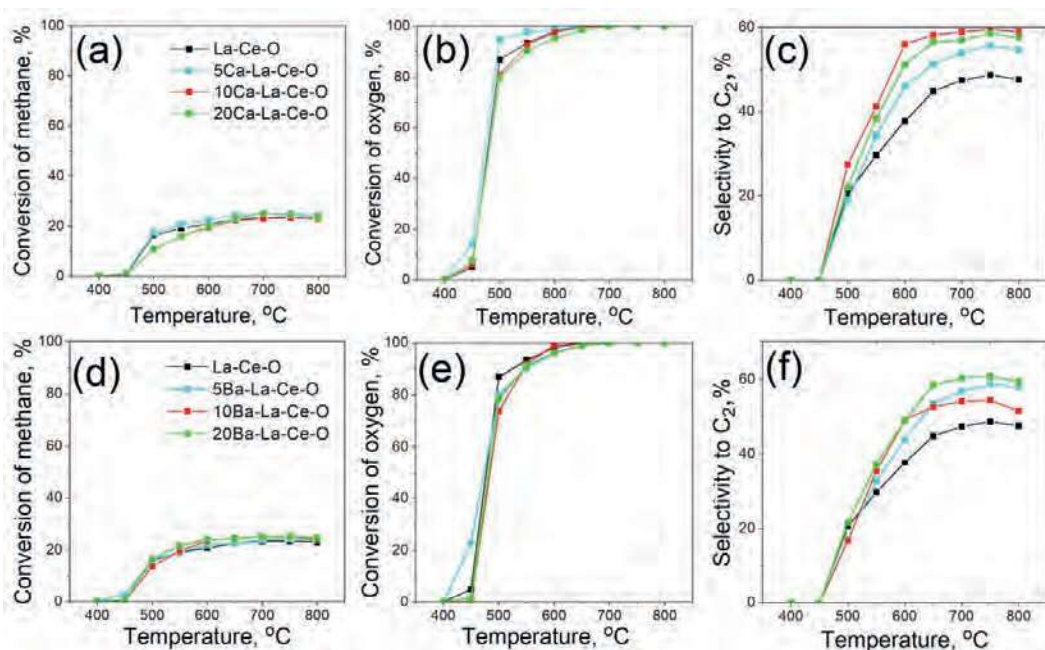 (a)
La-Ce-O
5Ca-La-Ce-O
10Ca-La-Ce-O
20Ca-La-Ce-O
Conversion of methane, %
100
80
60
40
20
0
400 500 600 700 800
Temperature, °C
(b)
Conversion of oxygen, %
100
80
60
40
20
0
400 500 600 700 800
Temperature, °C
(c)
Selectivity to C₂, %
60
40
20
0
400 500 600 700 800
Temperature, °C
(d)
La-Ce-O
5Ba-La-Ce-O
10Ba-La-Ce-O
20Ba-La-Ce-O
Conversion of methane, %
100
80
60
40
20
0
400 500 600 700 800
Temperature, °C
(e)
Conversion of oxygen, %
100
80
60
40
20
0
400 500 600 700 800
Temperature, °C
(f)
Selectivity to C₂, %
60
40
20
0
400 500 600 700 800
Temperature, °C